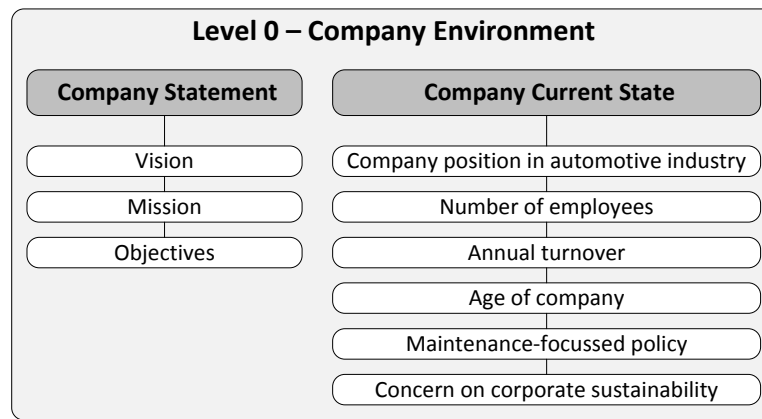 Level 0 – Company Environment
Company Statement
Vision
Mission
Objectives
Company Current State
Company position in automotive industry
Number of employees
Annual turnover
Age of company
Maintenance-focussed policy
Concern on corporate sustainability